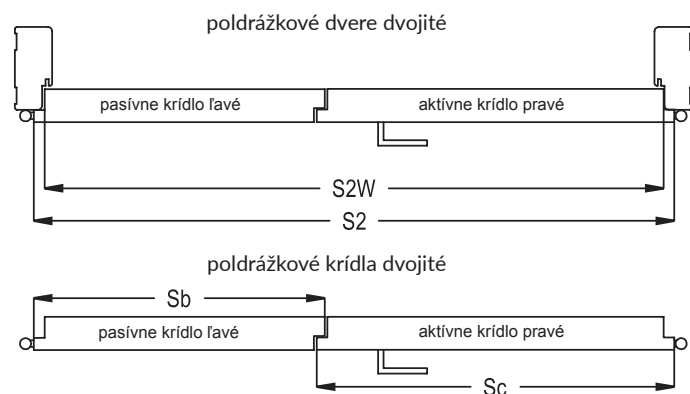 poldrážkové dvere dvojité
pasívne krídlo ľavé
aktívne krídlo pravé
S2W
S2
poldrážkové krídla dvojité
Sb
pasívne krídlo ľavé
aktívne krídlo pravé
Sc